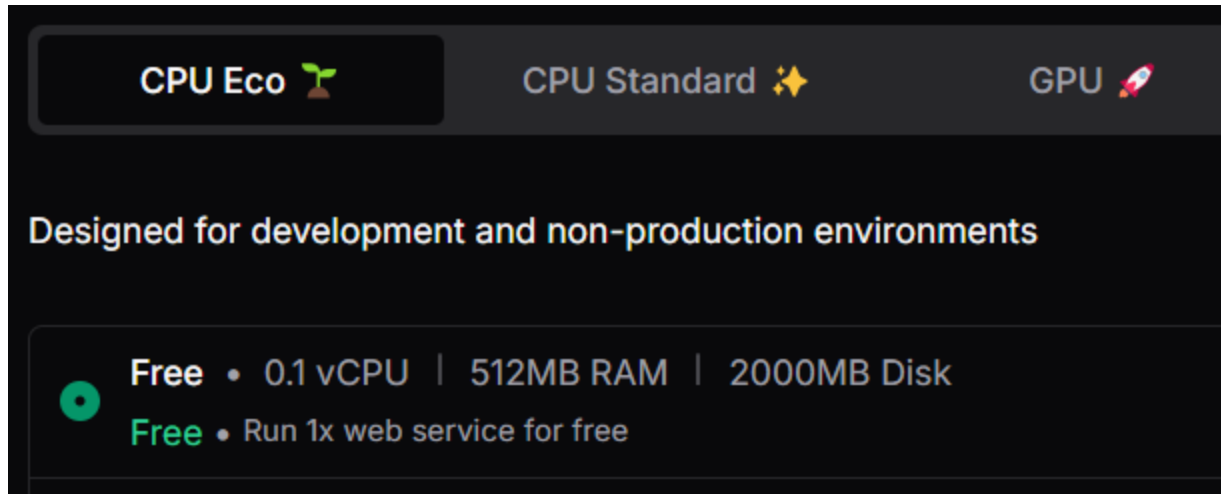 CPU Eco 🌱 CPU Standard ✨ GPU 🚀
Designed for development and non-production environments
Free • 0.1 vCPU | 512MB RAM | 2000MB Disk
Free • Run 1x web service for free